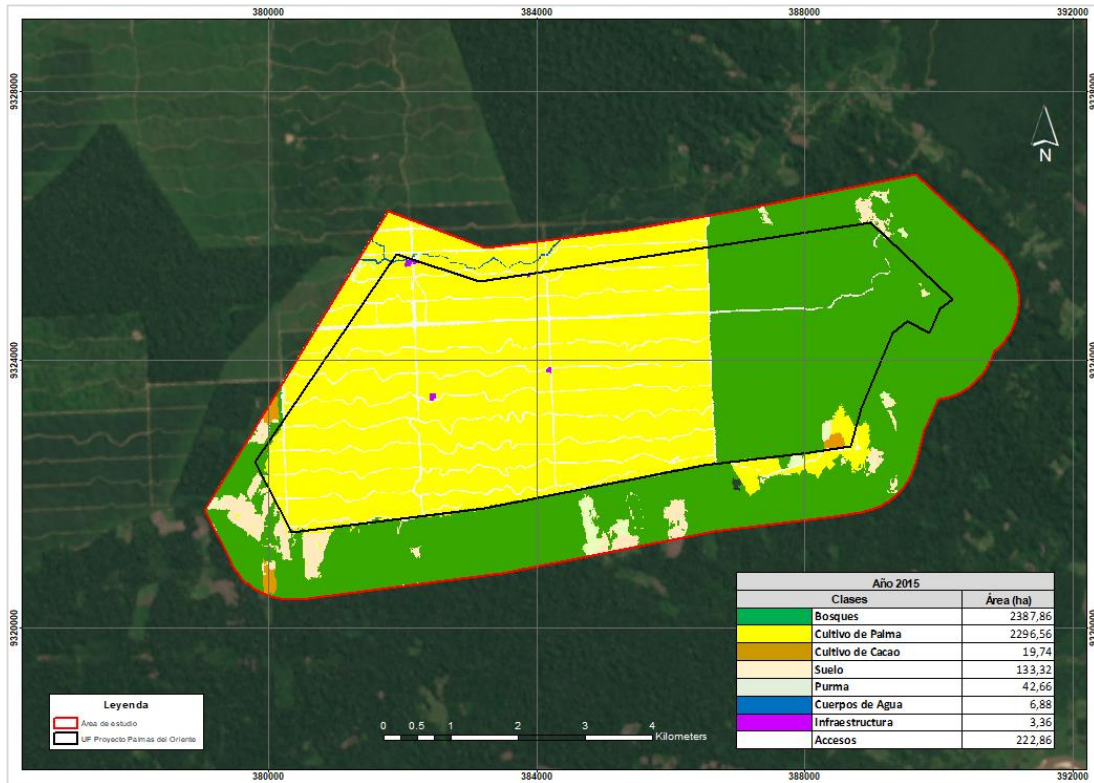 380000 384000 388000 392000
9328000 9328000
N
9324000 9324000
Año 2015
Clases Área (ha)
Bosques 2387,86
Cultivo de Palma 2296,56
Cultivo de Cacao 19,74
Suelo 133,32
Purma 42,66
Cuerpos de Agua 6,88
Infraestructura 3,36
Accesos 222,86
9320000 9320000
Leyenda
Área de estudio
UF Proyecto Palmas del Oriente
0 0.5 1 2 3 4
Kilometers
380000 384000 388000 392000